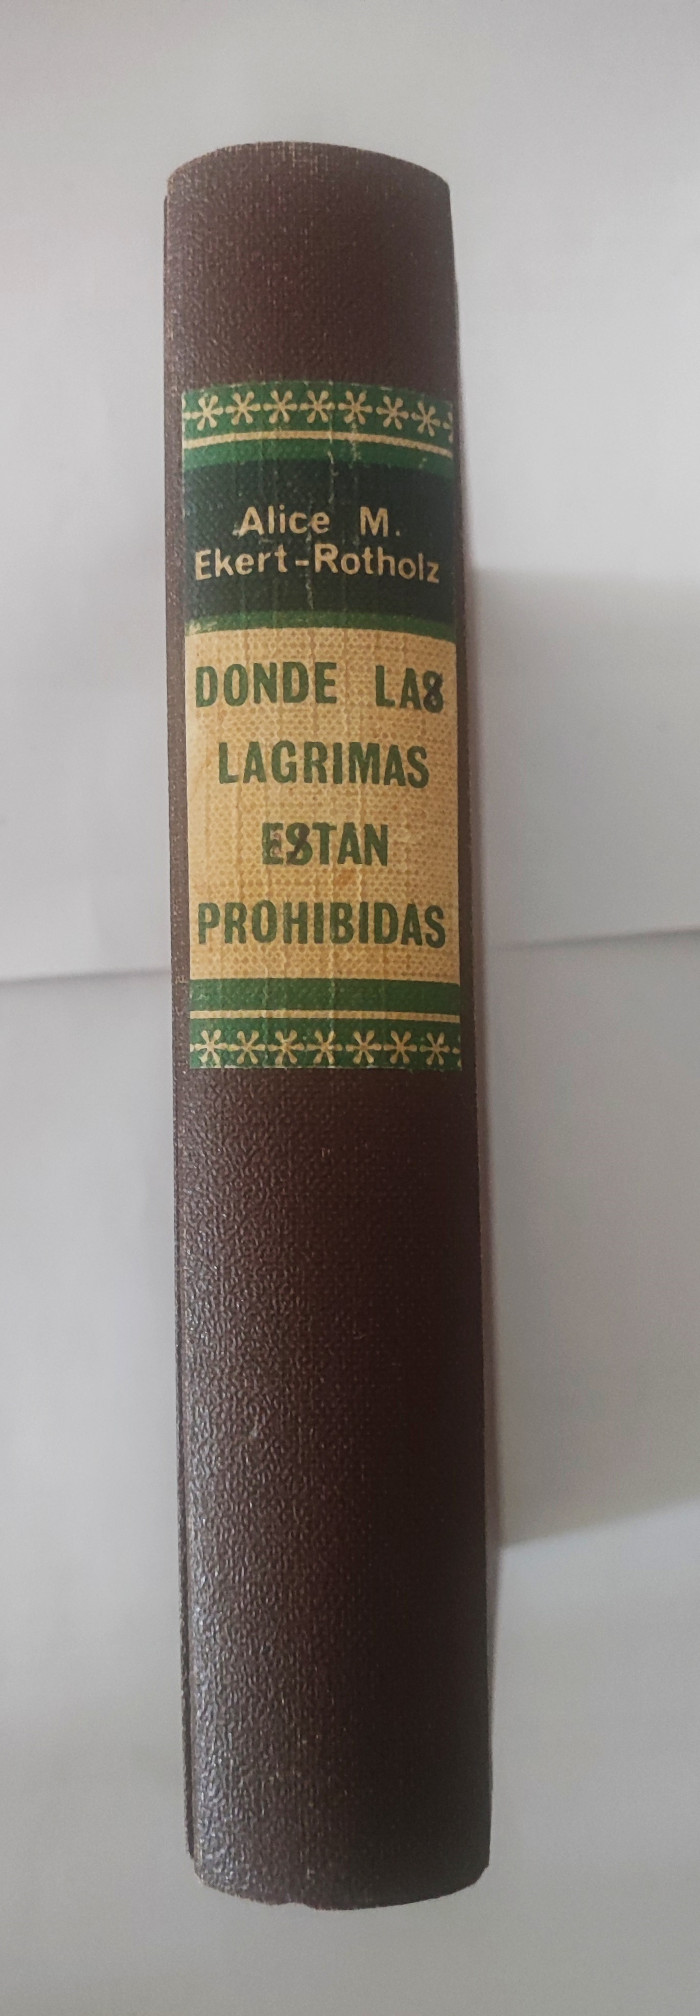 Alice M.
Ekert-Rotholz
DONDE LAS
LAGRIMAS
ESTAN
PROHIBIDAS